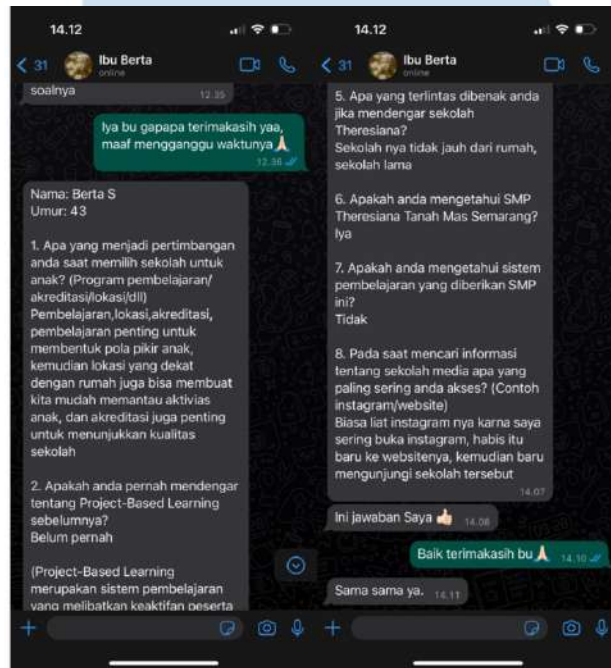 14.12
31
Ibu Berta
online
soalnya
12.35
Iya bu gapapa terimakasih yaa,
maaf mengganggu waktunya🙏🏻
12.36
Nama: Berta S
Umur: 43
1. Apa yang menjadi pertimbangan
anda saat memilih sekolah untuk
anak? (Program pembelajaran/
akreditasi/lokasi/dll)
Pembelajaran,lokasi,akreditasi,
pembelajaran penting untuk
membentuk pola pikir anak,
kemudian lokasi yang dekat
dengan rumah juga bisa membuat
kita mudah memantau aktivias
anak, dan akreditasi juga penting
untuk menunjukkan kualitas
sekolah
2. Apakah anda pernah mendengar
tentang Project-Based Learning
sebelumnya?
Belum pernah
(Project-Based Learning
merupakan sistem pembelajaran
yang melibatkan keaktifan peserta
14.12
31
Ibu Berta
online
5. Apa yang terlintas dibenak anda
jika mendengar sekolah
Theresiana?
Sekolah nya tidak jauh dari rumah,
sekolah lama
6. Apakah anda mengetahui SMP
Theresiana Tanah Mas Semarang?
Iya
7. Apakah anda mengetahui sistem
pembelajaran yang diberikan SMP
ini?
Tidak
8. Pada saat mencari informasi
tentang sekolah media apa yang
paling sering anda akses? (Contoh
instagram/website)
Biasa liat instagram nya karna saya
sering buka instagram, habis itu
baru ke websitenya, kemudian baru
mengunjungi sekolah tersebut
14.07
Ini jawaban Saya 👍🏻
14.08
Baik terimakasih bu🙏🏻
14.10
Sama sama ya.
14.11